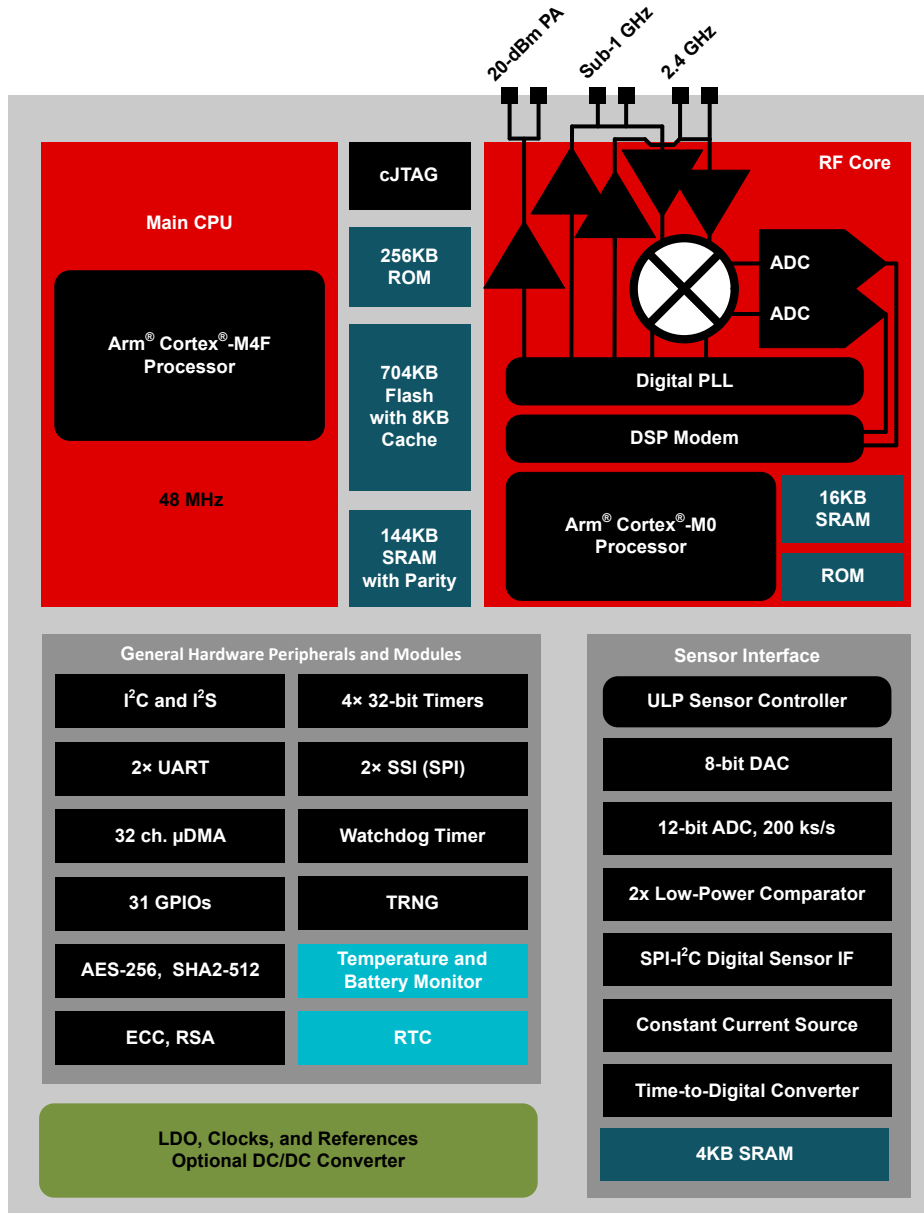 20-dBm PA
Sub-1 GHz
2.4 GHz
Main CPU
Arm® Cortex®-M4F
Processor
48 MHz
cJTAG
256KB
ROM
704KB
Flash
with 8KB
Cache
144KB
SRAM
with Parity
RF Core
ADC
ADC
Digital PLL
DSP Modem
Arm® Cortex®-M0
Processor
16KB
SRAM
ROM
General Hardware Peripherals and Modules
I²C and I²S
4× 32-bit Timers
2× UART
2× SSI (SPI)
32 ch. µDMA
Watchdog Timer
31 GPIOs
TRNG
AES-256, SHA2-512
Temperature and
Battery Monitor
ECC, RSA
RTC
LDO, Clocks, and References
Optional DC/DC Converter
Sensor Interface
ULP Sensor Controller
8-bit DAC
12-bit ADC, 200 ks/s
2x Low-Power Comparator
SPI-I²C Digital Sensor IF
Constant Current Source
Time-to-Digital Converter
4KB SRAM